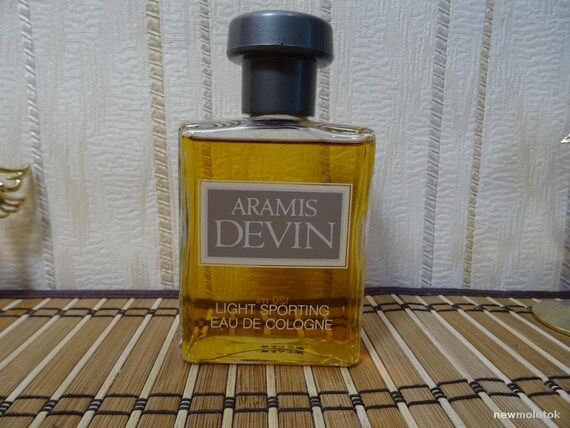 ARAMIS
DEVIN
LIGHT SPORTING
EAU DE COLOGNE
newmolotok